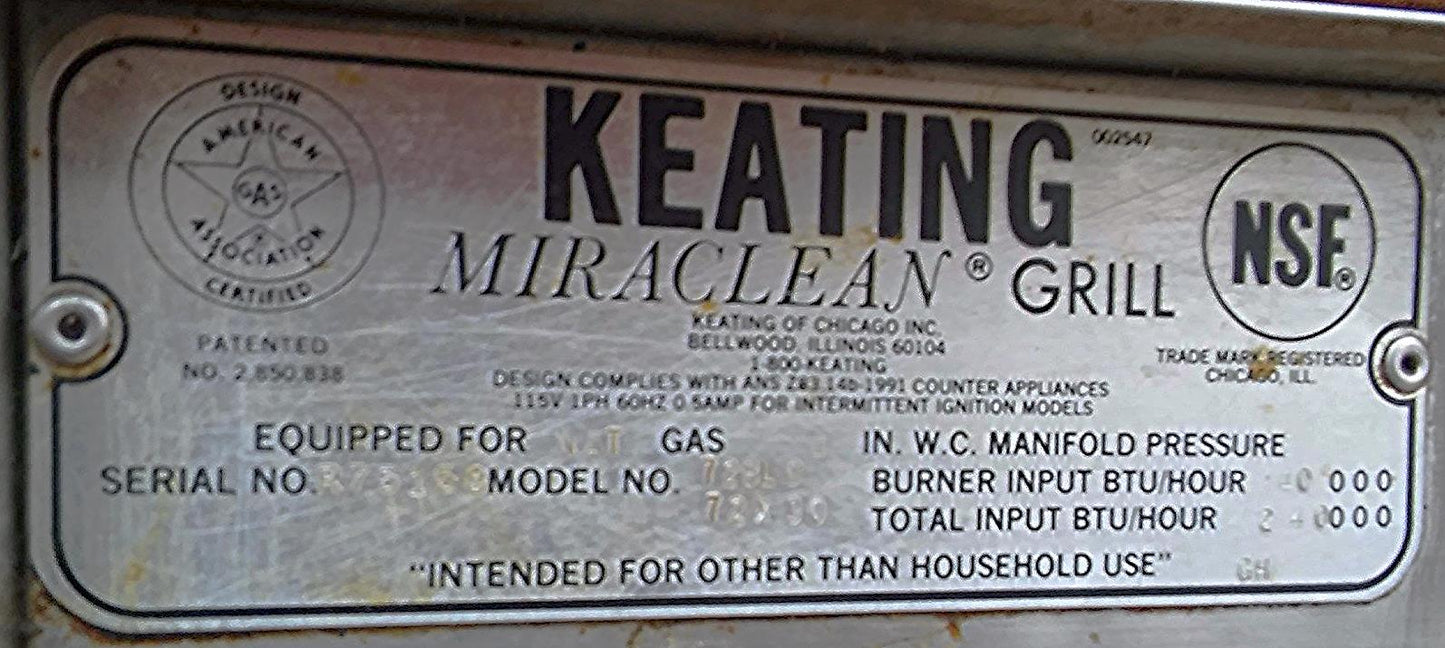 DESIGN
AMERICAN
GAS
ASSOCIATION
CERTIFIED
KEATING
002547
MIRACLEAN® GRILL
NSF®
KEATING OF CHICAGO INC.
BELLWOOD, ILLINOIS 60104
1-800-KEATING
PATENTED
NO. 2,850,838
TRADE MARK REGISTERED
CHICAGO, ILL.
DESIGN COMPLIES WITH ANS Z83.14b-1991 COUNTER APPLIANCES
115V 1PH 60HZ 0.5AMP FOR INTERMITTENT IGNITION MODELS
EQUIPPED FOR GAS IN. W.C. MANIFOLD PRESSURE
SERIAL NO. MODEL NO. BURNER INPUT BTU/HOUR 000
TOTAL INPUT BTU/HOUR 000
"INTENDED FOR OTHER THAN HOUSEHOLD USE" GH